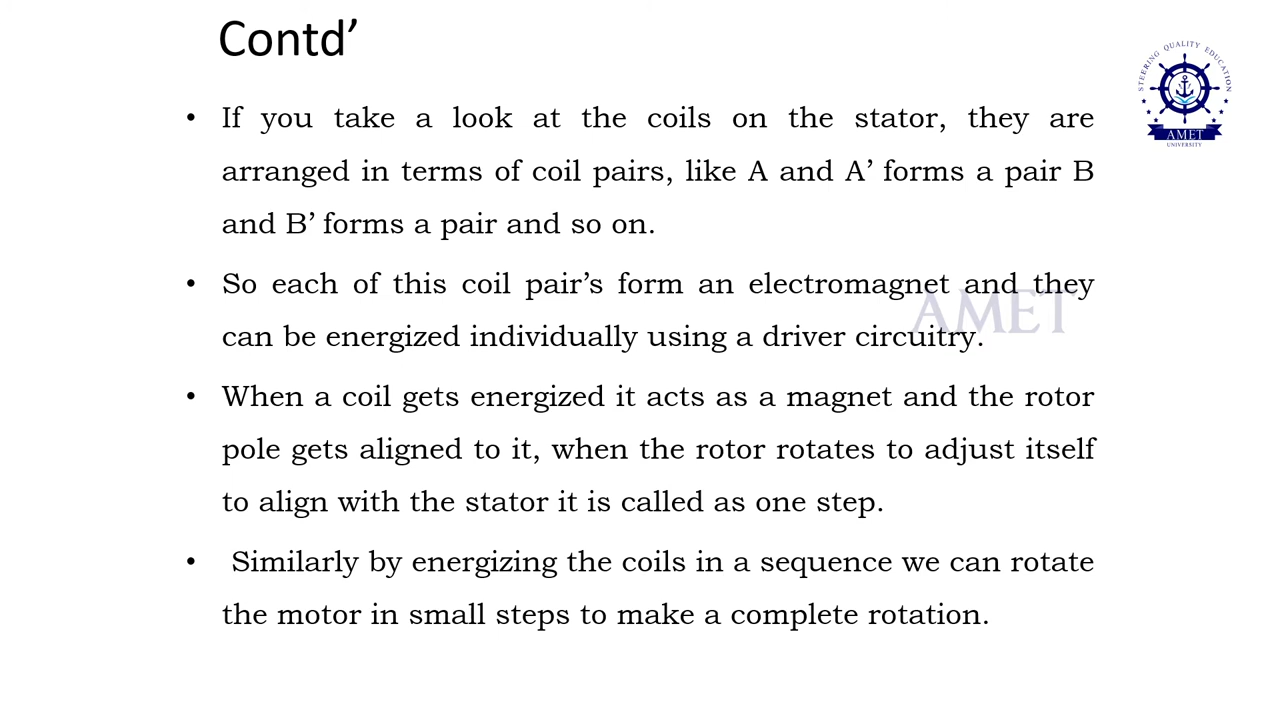 Contd’
STEERING QUALITY EDUCATION
AMET
UNIVERSITY
• If you take a look at the coils on the stator, they are
arranged in terms of coil pairs, like A and A’ forms a pair B
and B’ forms a pair and so on.
• So each of this coil pair’s form an electromagnet and they
can be energized individually using a driver circuitry.
AMET
• When a coil gets energized it acts as a magnet and the rotor
pole gets aligned to it, when the rotor rotates to adjust itself
to align with the stator it is called as one step.
• Similarly by energizing the coils in a sequence we can rotate
the motor in small steps to make a complete rotation.